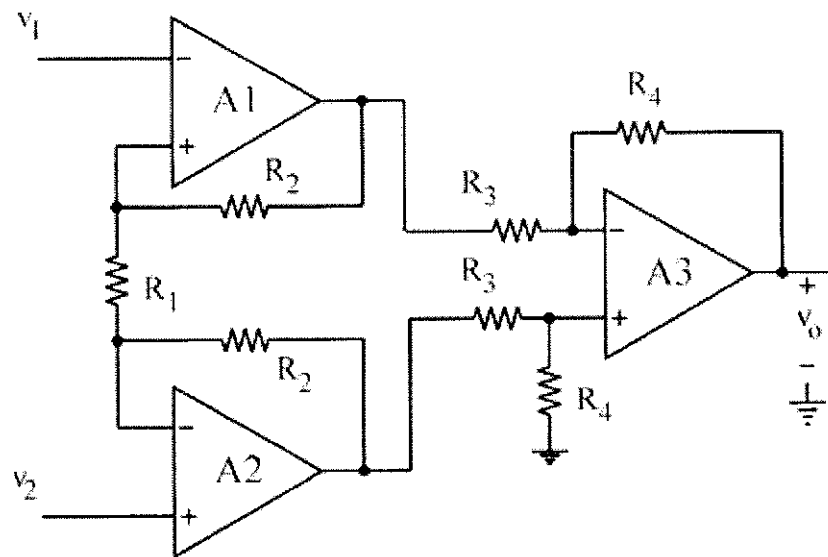 v1
−
A1
+
R2
R4
R3
−
R1
R3
A3
+
+
vo
−
R2
R4
−
A2
v2
+